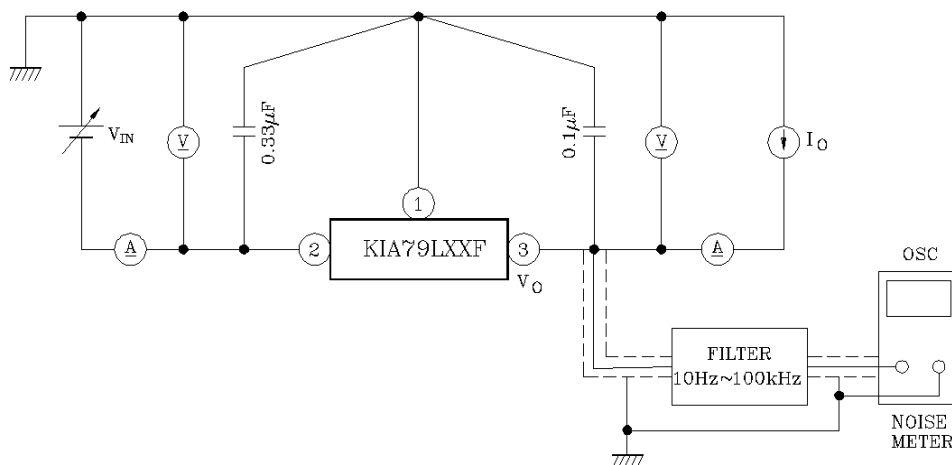 V_IN
V
0.33μF
0.1μF
V
I_O
1
A
2
KIA79LXXF
3
A
V_O
OSC
FILTER
10Hz~100kHz
NOISE
METER